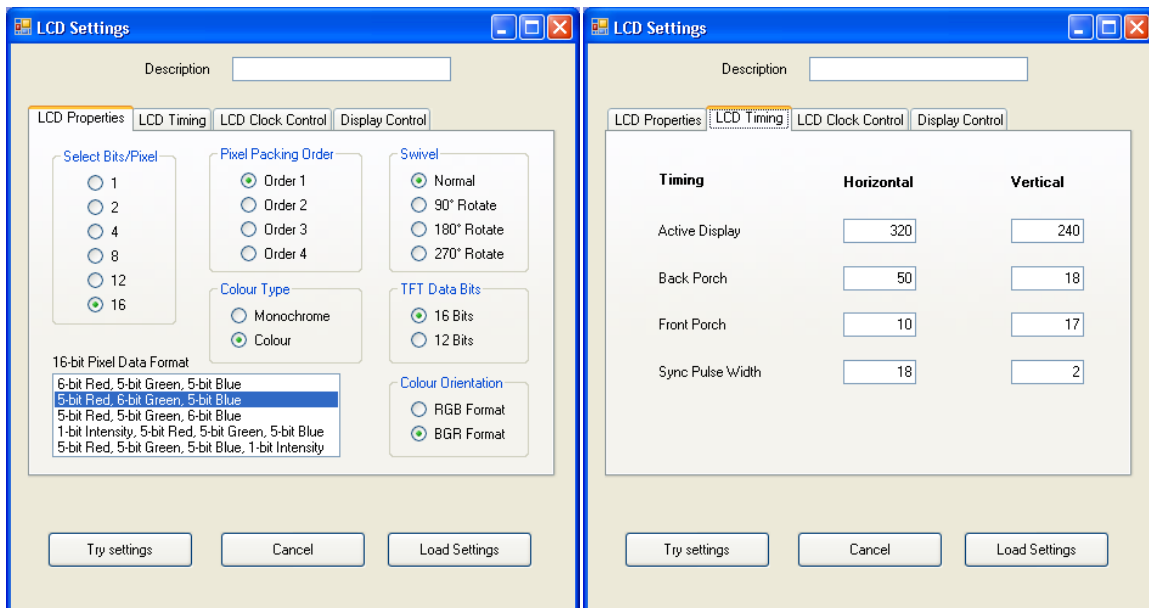 LCD Settings
Description
LCD Properties LCD Timing LCD Clock Control Display Control
Select Bits/Pixel
1
2
4
8
12
16
Pixel Packing Order
Order 1
Order 2
Order 3
Order 4
Swivel
Normal
90° Rotate
180° Rotate
270° Rotate
Colour Type
Monochrome
Colour
TFT Data Bits
16 Bits
12 Bits
16-bit Pixel Data Format
6-bit Red, 5-bit Green, 5-bit Blue
5-bit Red, 6-bit Green, 5-bit Blue
5-bit Red, 5-bit Green, 6-bit Blue
1-bit Intensity, 5-bit Red, 5-bit Green, 5-bit Blue
5-bit Red, 5-bit Green, 5-bit Blue, 1-bit Intensity
Colour Orientation
RGB Format
BGR Format
Try settings Cancel Load Settings
LCD Settings
Description
LCD Properties LCD Timing LCD Clock Control Display Control
Timing Horizontal Vertical
Active Display 320 240
Back Porch 50 18
Front Porch 10 17
Sync Pulse Width 18 2
Try settings Cancel Load Settings